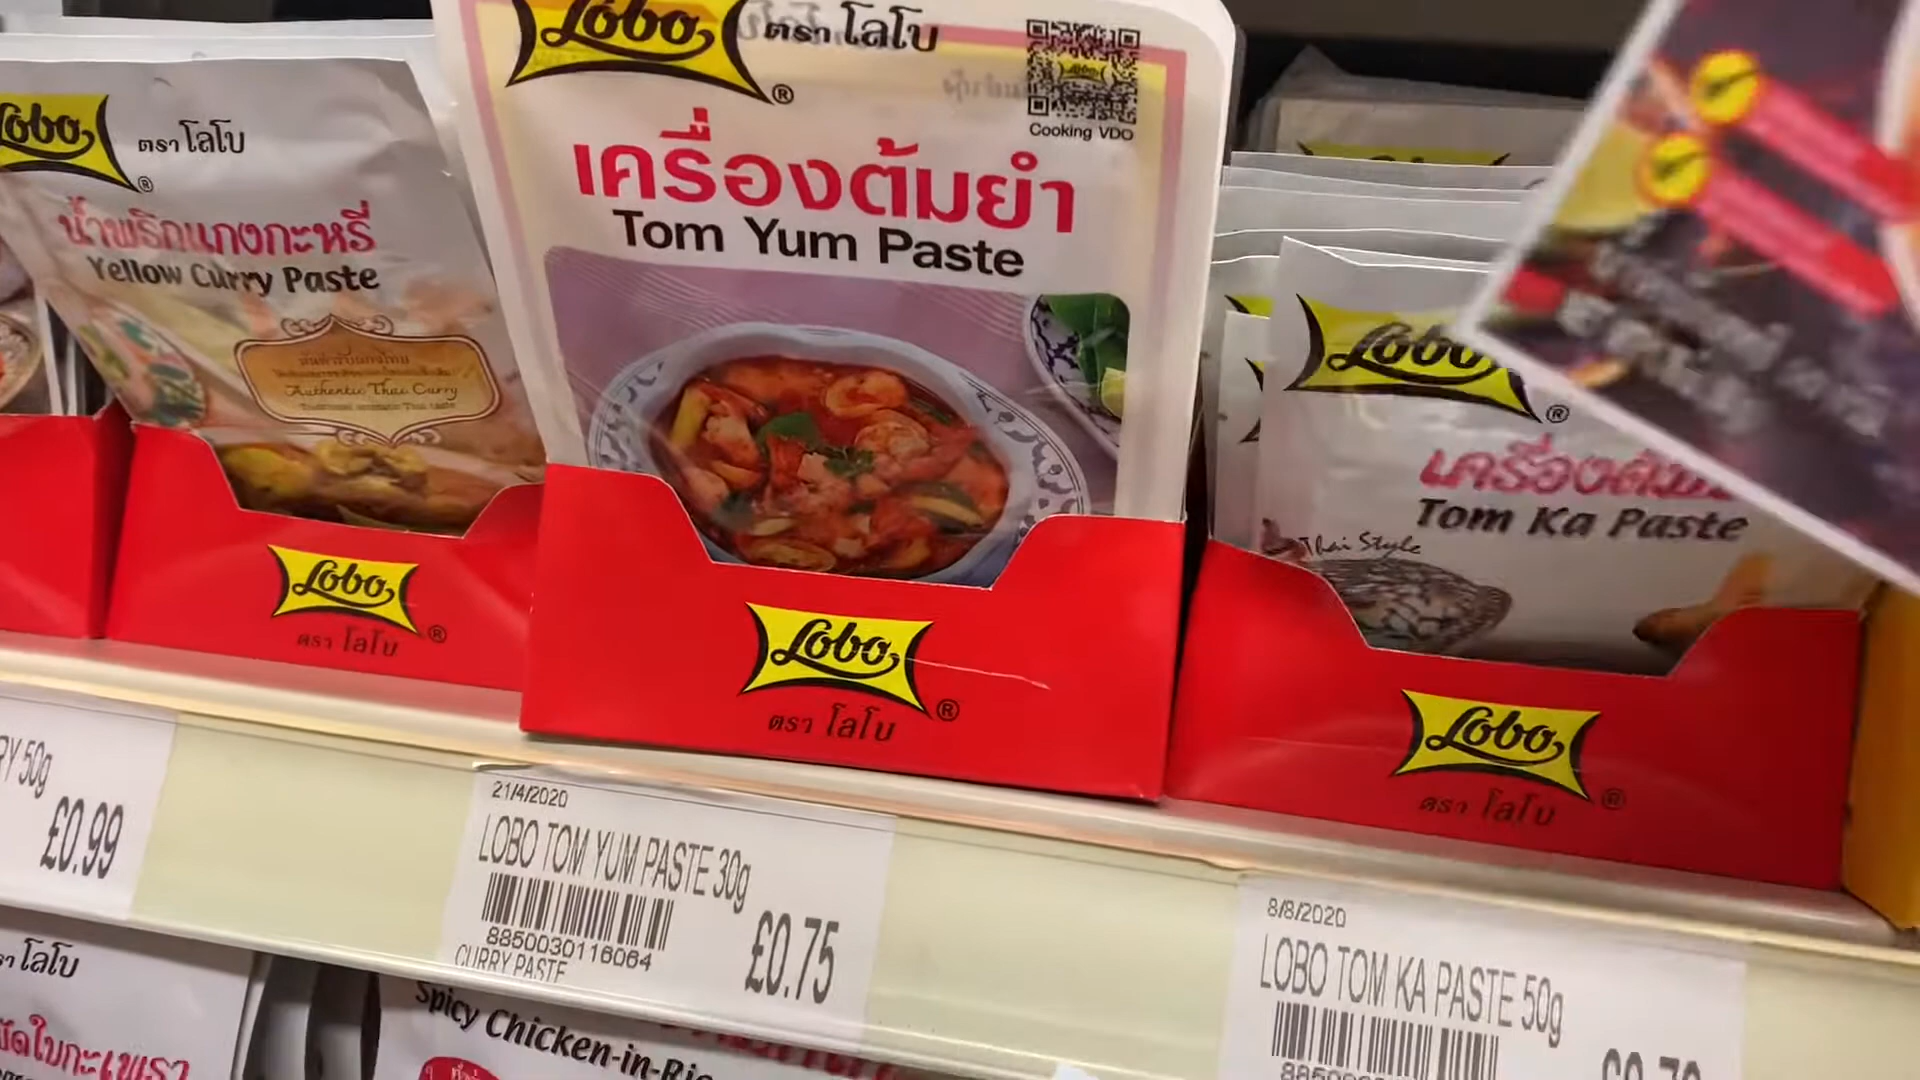 Lobo
ตรา โลโบ
®
น้ำพริกแกงกะหรี่
Yellow Curry Paste
Authentic Thai Curry
Lobo
ตรา โลโบ
®
Lobo
ตรา โลโบ
®
Cooking VDO
เครื่องต้มยำ
Tom Yum Paste
Lobo
ตรา โลโบ
®
Lobo
®
Tom Ka Paste
Thai Style
Lobo
ตรา โลโบ
®
RY 50g
£0.99
21/4/2020
LOBO TOM YUM PASTE 30g
8850030116064
CURRY PASTE
£0.75
8/8/2020
LOBO TOM KA PASTE 50g
โลโบ
Spicy Chicken-in-Ric